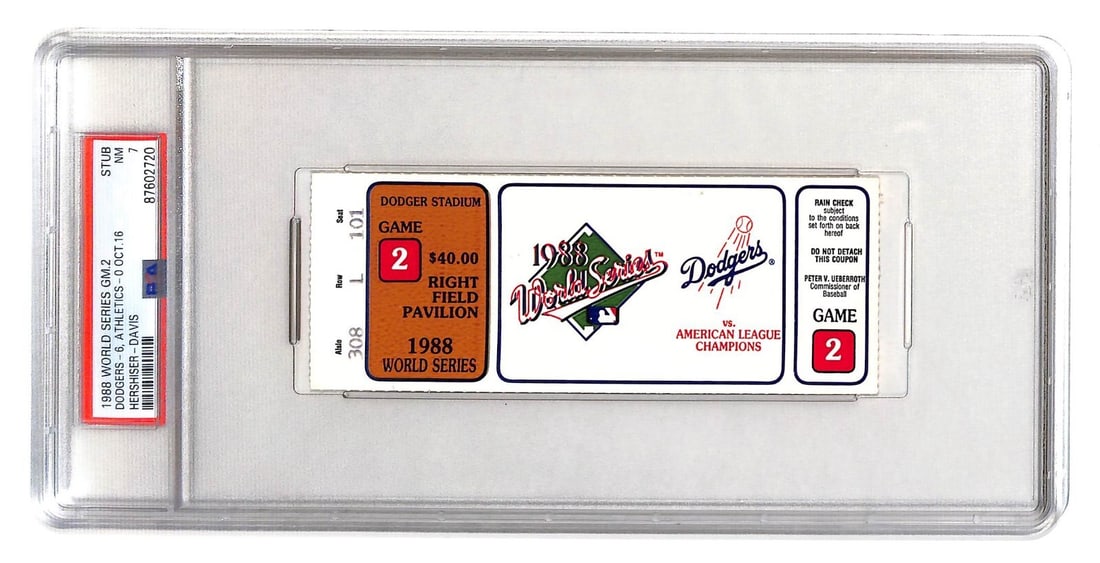 1988 WORLD SERIES GM.2
DODGERS-6, ATHLETICS-0 OCT.16
HERSHISER-DAVIS
STUB
NM 7
87602720
Aisle 308
Row L
Seat 101
DODGER STADIUM
GAME
2
$40.00
RIGHT
FIELD
PAVILION
1988
WORLD SERIES
1988
World Series™
Dodgers®
vs.
AMERICAN LEAGUE
CHAMPIONS
RAIN CHECK
subject
to the conditions
set forth on back
hereof
DO NOT DETACH
THIS COUPON
PETER V. UEBERROTH
Commissioner of
Baseball
GAME
2